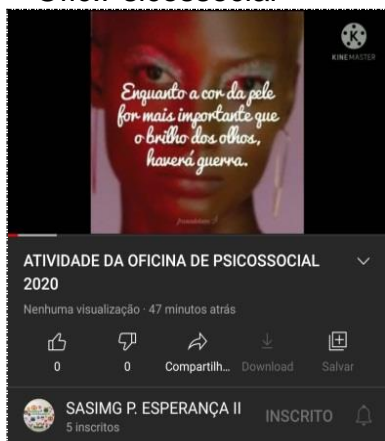 KINEMASTER
Enquanto a cor da pele
for mais importante que
o brilho dos olhos,
haverá guerra.
ATIVIDADE DA OFICINA DE PSICOSSOCIAL
2020
Nenhuma visualização · 47 minutos atrás
0
0
Compartilh...
Download
Salvar
SASIMG P. ESPERANÇA II
INSCRITO
5 inscritos